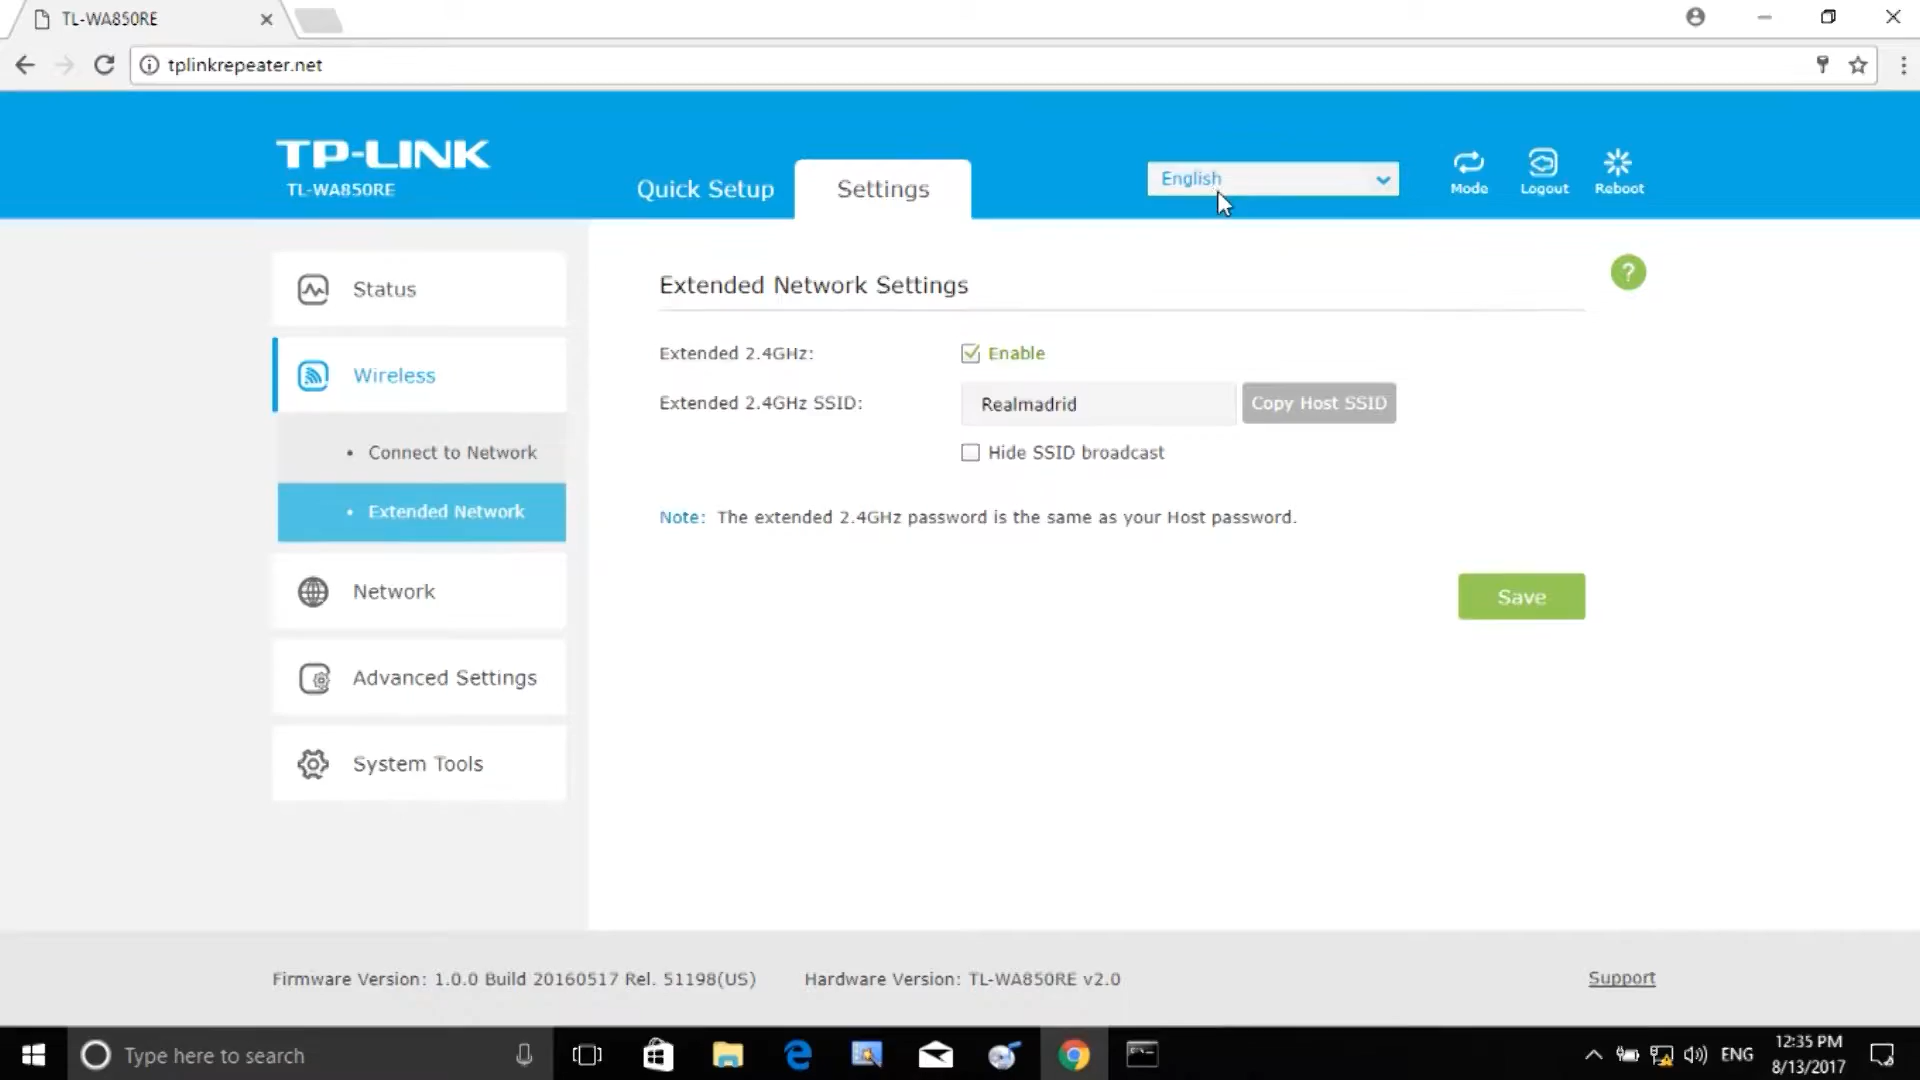 TL-WA850RE
tplinkrepeater.net
TP-LINK
TL-WA850RE
Quick Setup
Settings
English
Mode
Logout
Reboot
Status
Wireless
• Connect to Network
• Extended Network
Network
Advanced Settings
System Tools
Extended Network Settings
?
Extended 2.4GHz:
Enable
Extended 2.4GHz SSID:
Realmadrid
Copy Host SSID
Hide SSID broadcast
Note: The extended 2.4GHz password is the same as your Host password.
Save
Firmware Version: 1.0.0 Build 20160517 Rel. 51198(US)
Hardware Version: TL-WA850RE v2.0
Support
Type here to search
ENG
12:35 PM
8/13/2017